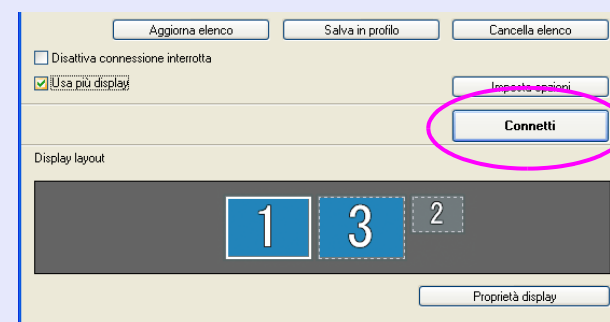 Aggiorna elenco Salva in profilo Cancella elenco
Disattiva connessione interrotta
Usa più display
Imposta opzioni
Connetti
Display layout
1 3 2
Proprietà display